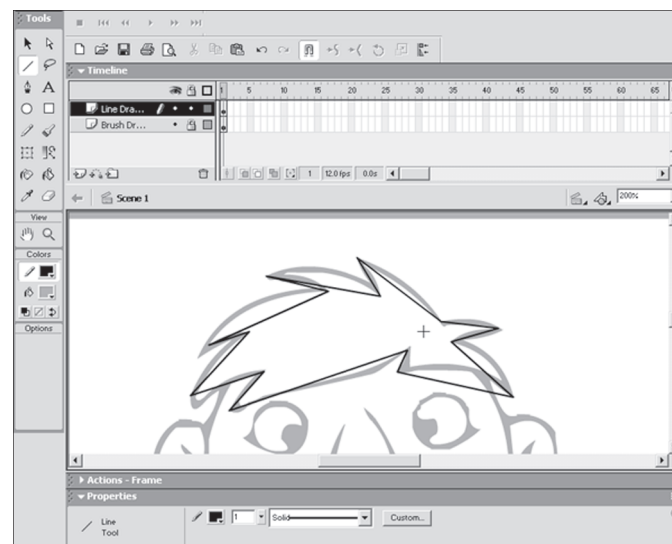 Tools
Timeline
1 5 10 15 20 25 30 35 40 45 50 55 60 65
Line Dra...
Brush Dr...
1 12.0 fps 0.0s
Scene 1
200%
View
Colors
Options
Actions - Frame
Properties
Line
Tool
1
Solid
Custom...
A